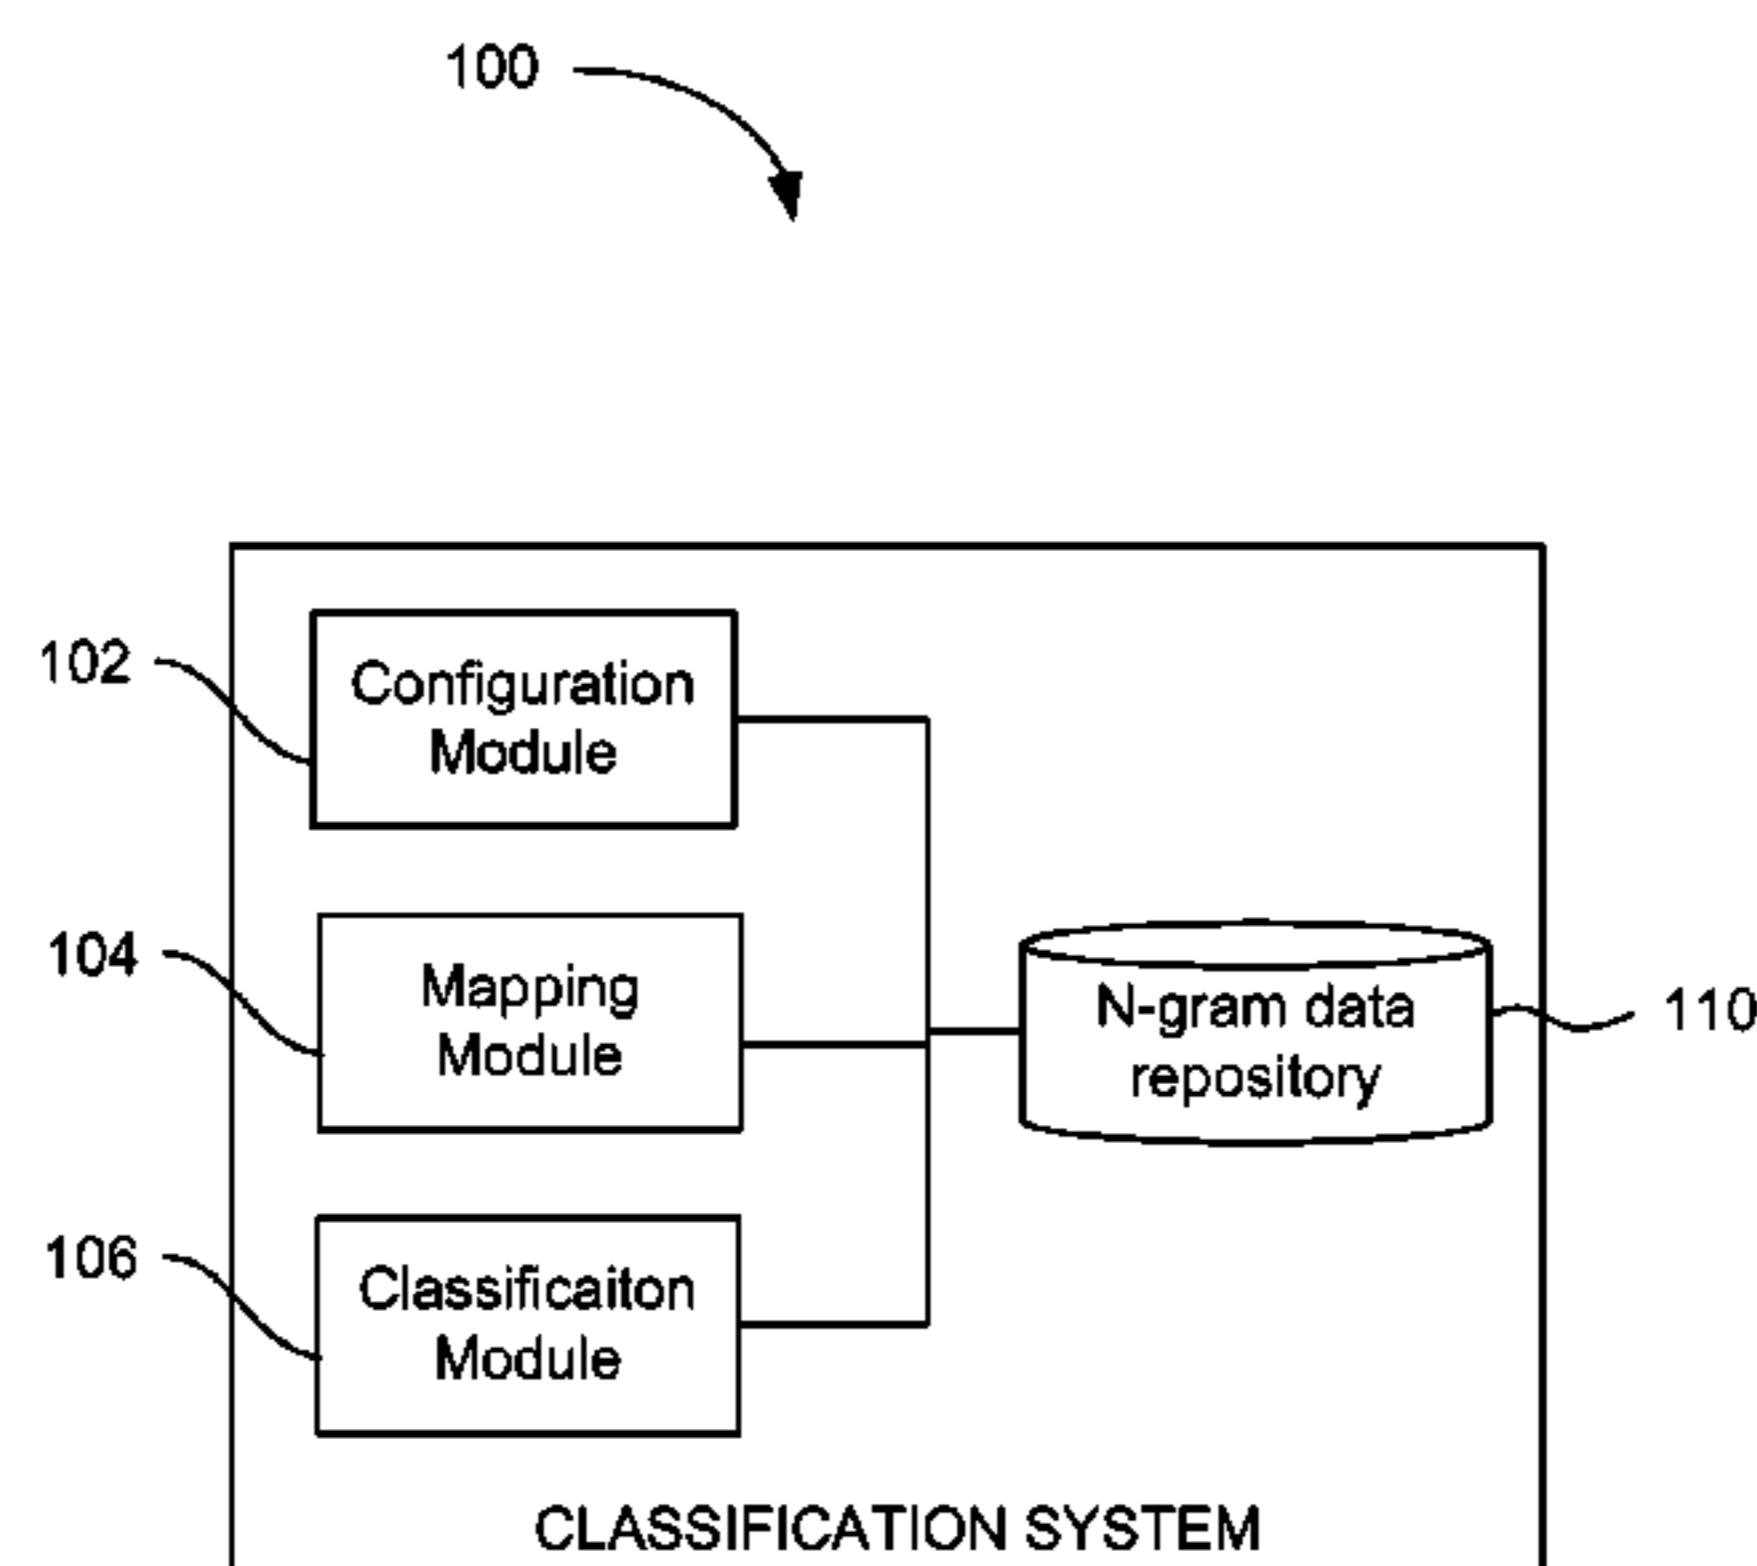 100
102
Configuration
Module
104
Mapping
Module
N-gram data
repository
110
106
Classificaiton
Module
CLASSIFICATION SYSTEM